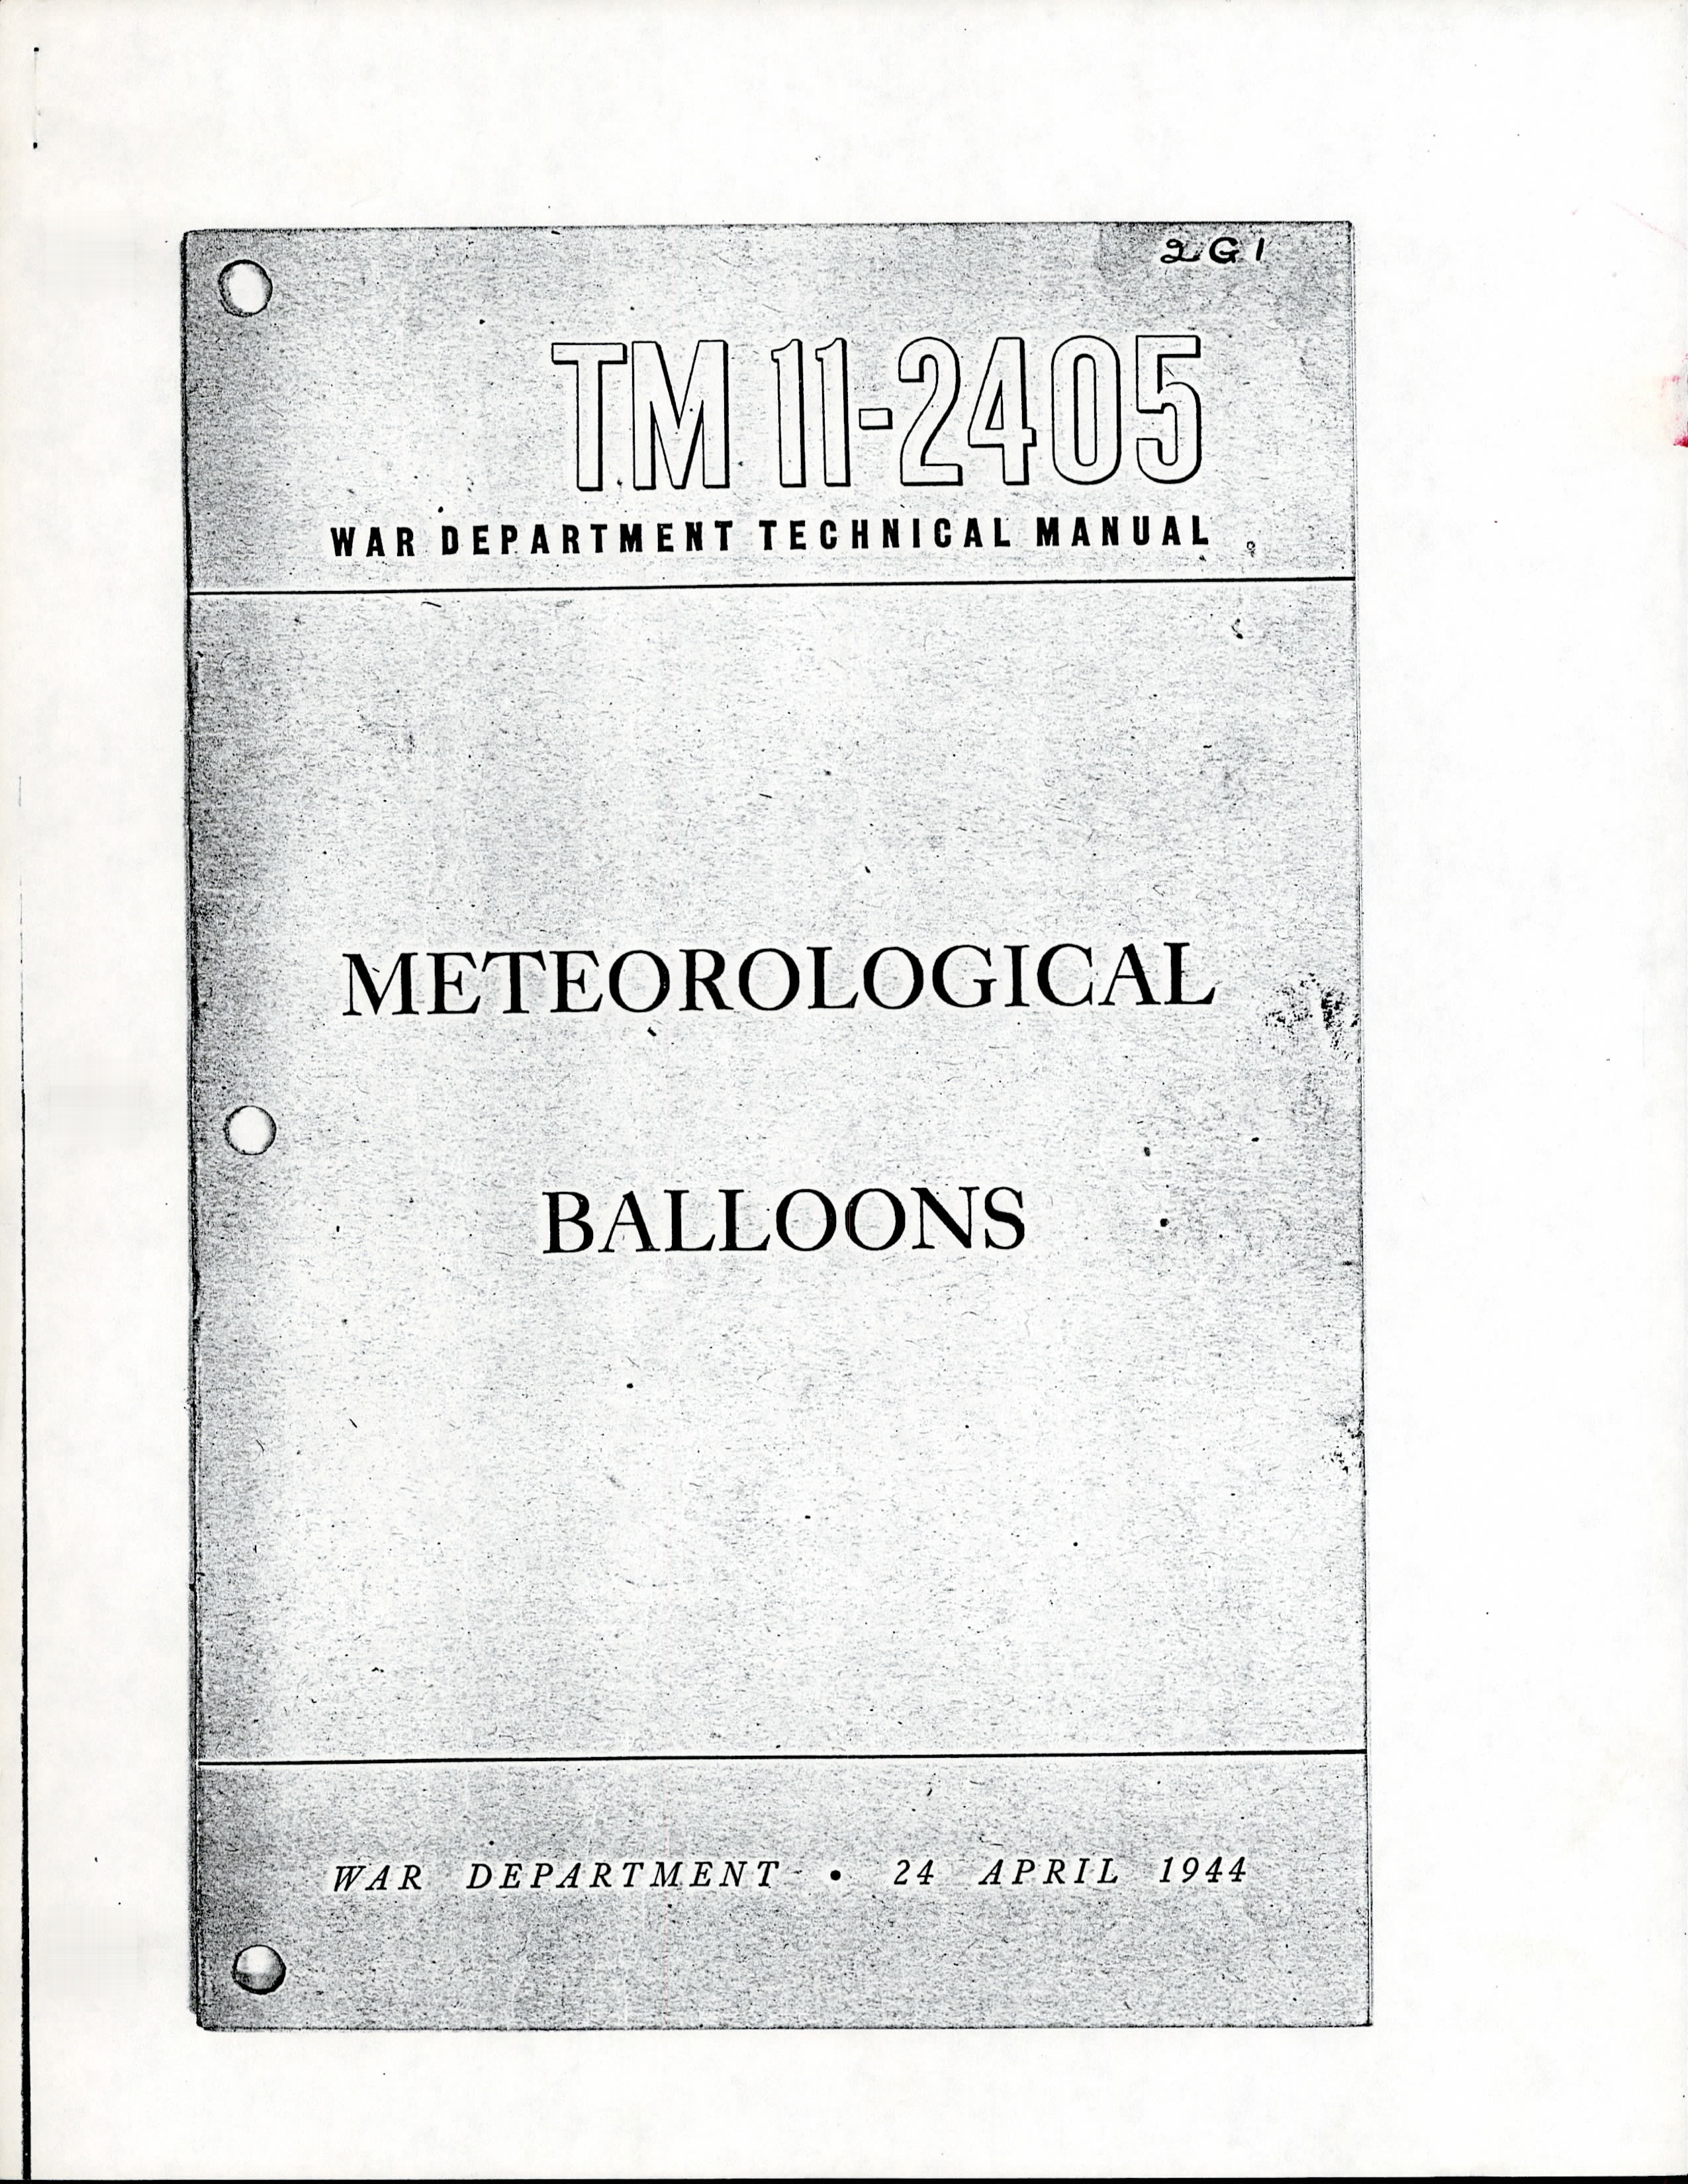 2G1
TM 11-2405
WAR DEPARTMENT TECHNICAL MANUAL
METEOROLOGICAL
BALLOONS
WAR DEPARTMENT • 24 APRIL 1944